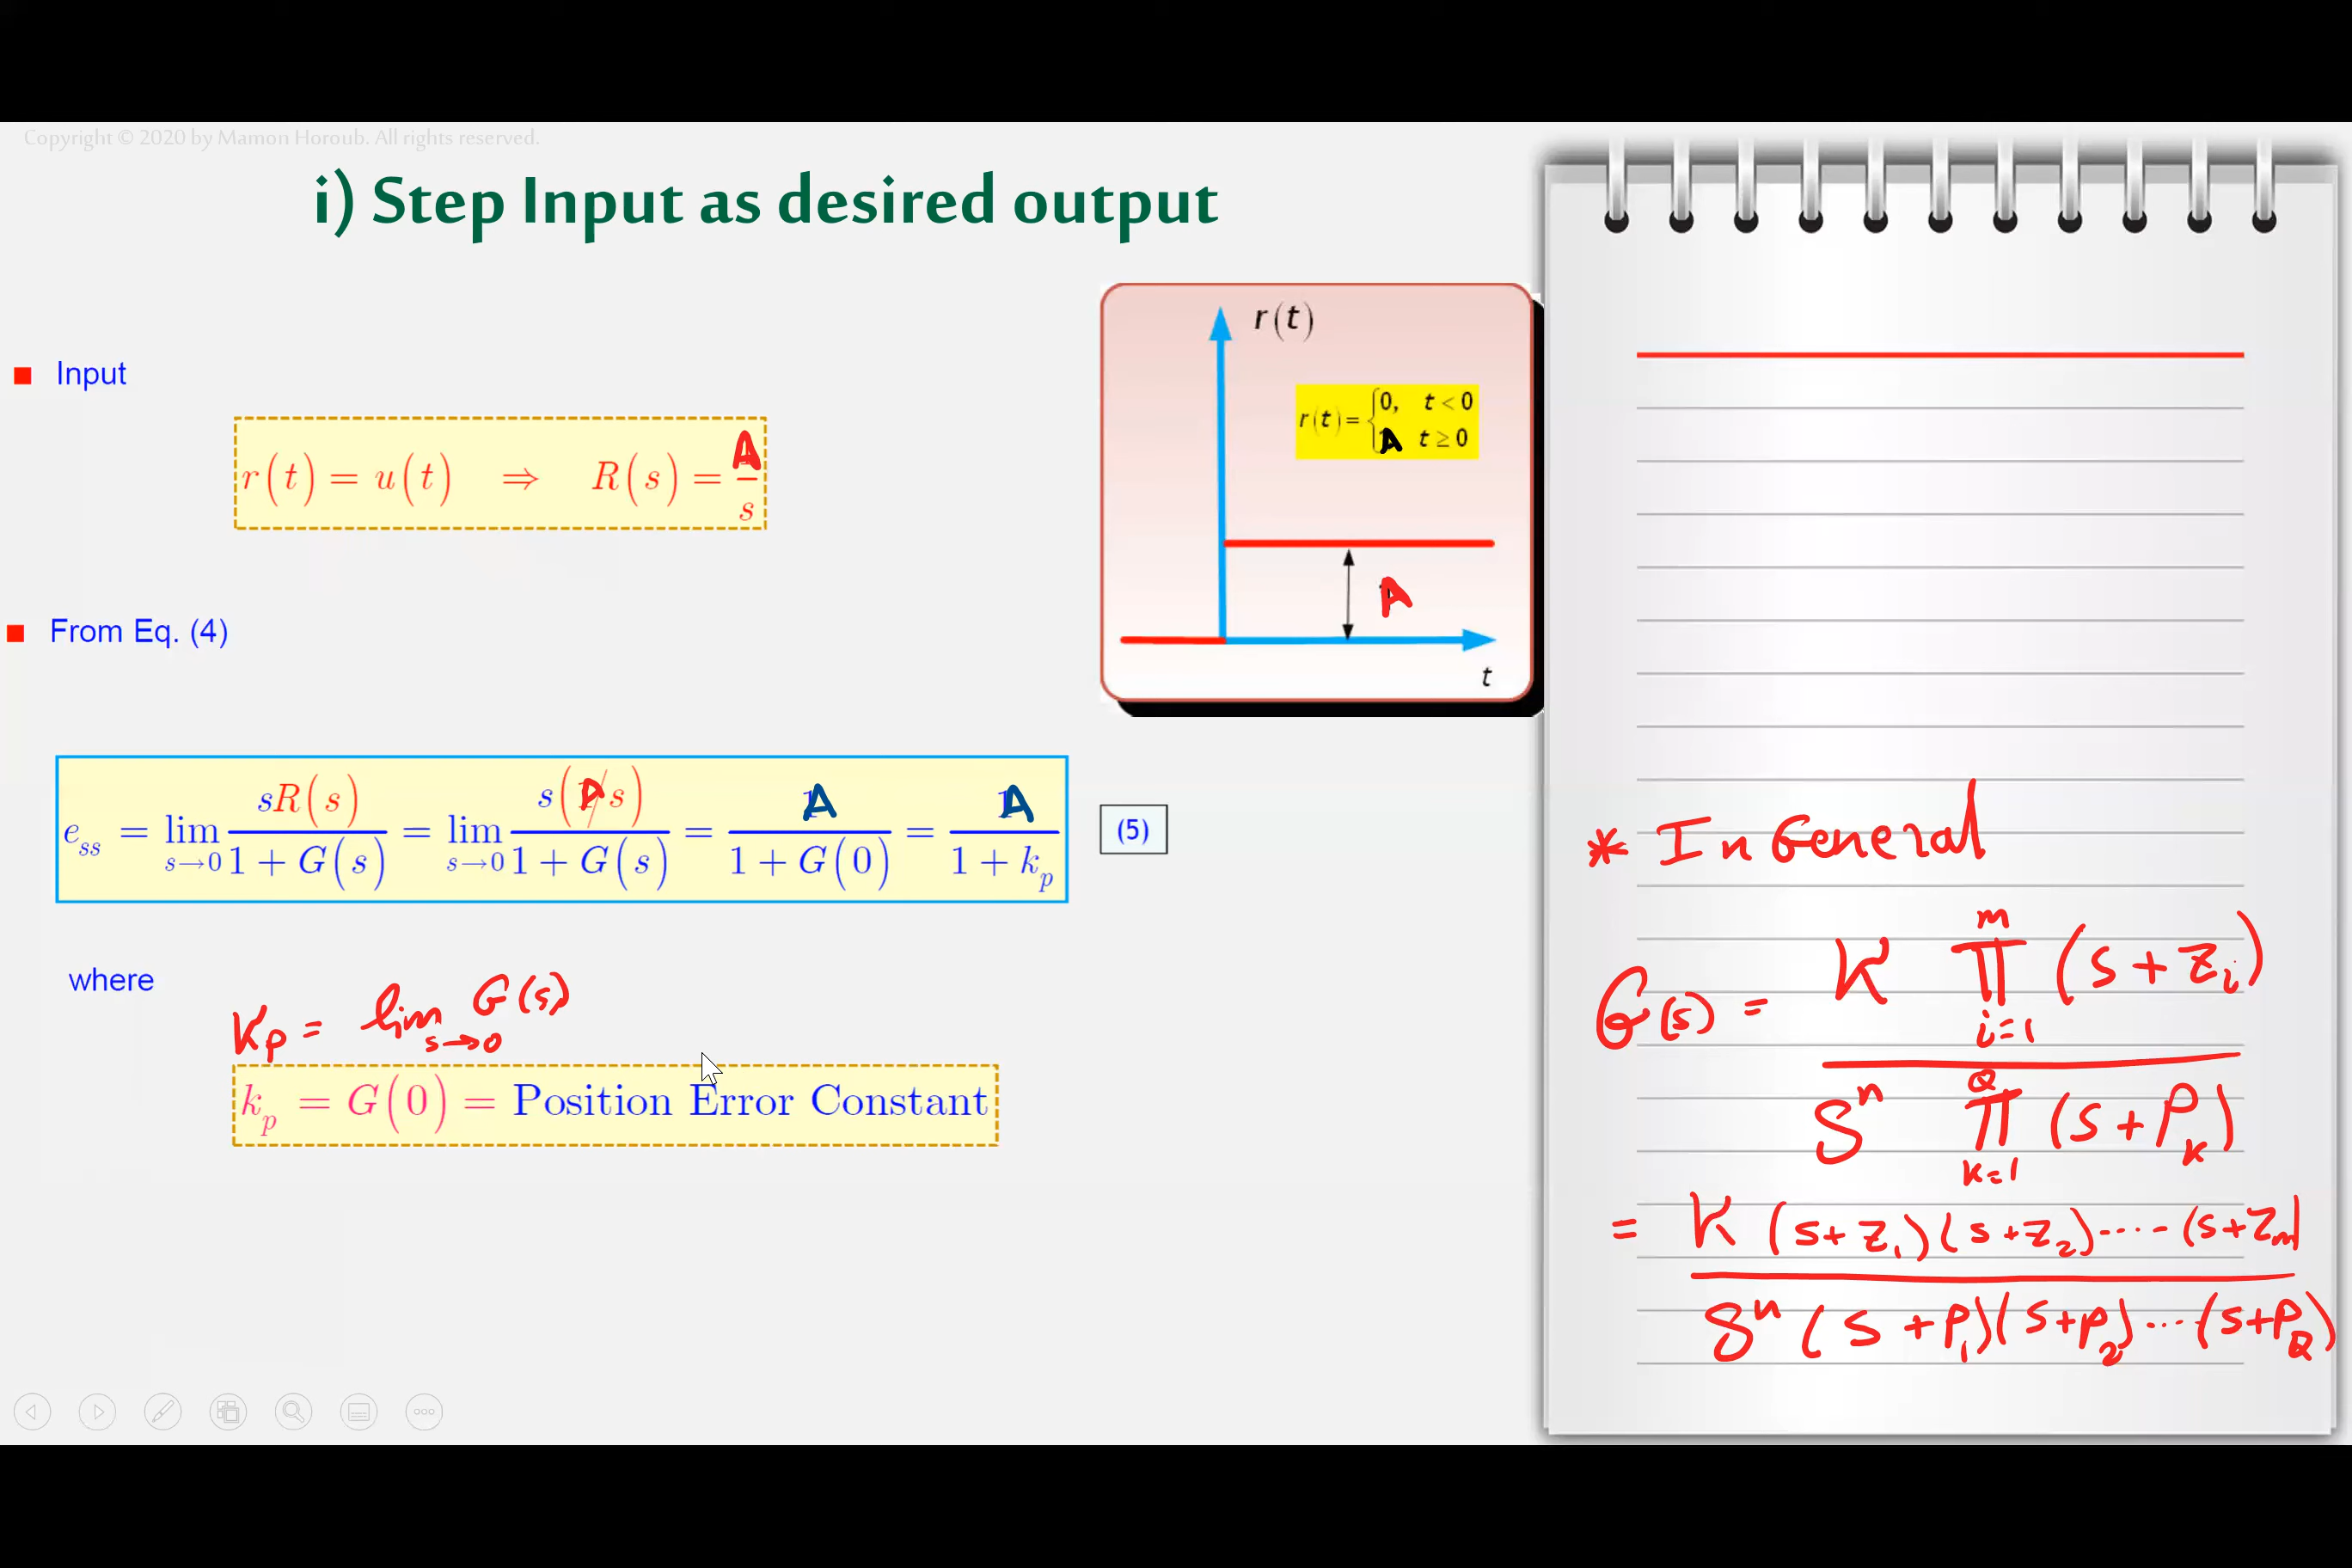 Copyright © 2020 by Mamon Horoub. All rights reserved.
i) Step Input as desired output
■ Input
r(t) = u(t) ⇒ R(s) = A/s
r(t)
r(t) = { 0, t < 0
A t ≥ 0
A
t
■ From Eq. (4)
e_ss = lim_{s→0} sR(s)/(1 + G(s)) = lim_{s→0} s(A/s)/(1 + G(s)) = A/(1 + G(0)) = A/(1 + k_p)
(5)
where
K_p = lim_{s→0} G(s)
k_p = G(0) = Position Error Constant
* In General
G(s) = K ∏_{i=1}^{m} (s + z_i) / S^n ∏_{k=1}^{Q} (s + P_k)
= K (s + z_1)(s + z_2) ···· (s + z_m) / S^n (s + P_1)(s + P_2) ··· (s + P_Q)